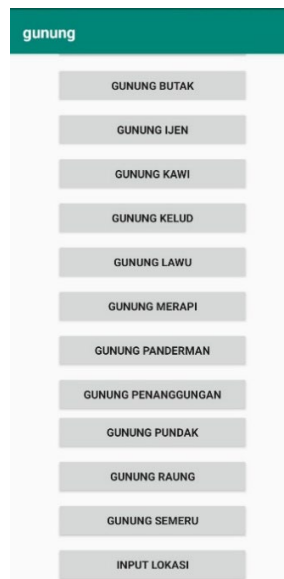 gunung
GUNUNG BUTAK
GUNUNG IJEN
GUNUNG KAWI
GUNUNG KELUD
GUNUNG LAWU
GUNUNG MERAPI
GUNUNG PANDERMAN
GUNUNG PENANGGUNGAN
GUNUNG PUNDAK
GUNUNG RAUNG
GUNUNG SEMERU
INPUT LOKASI